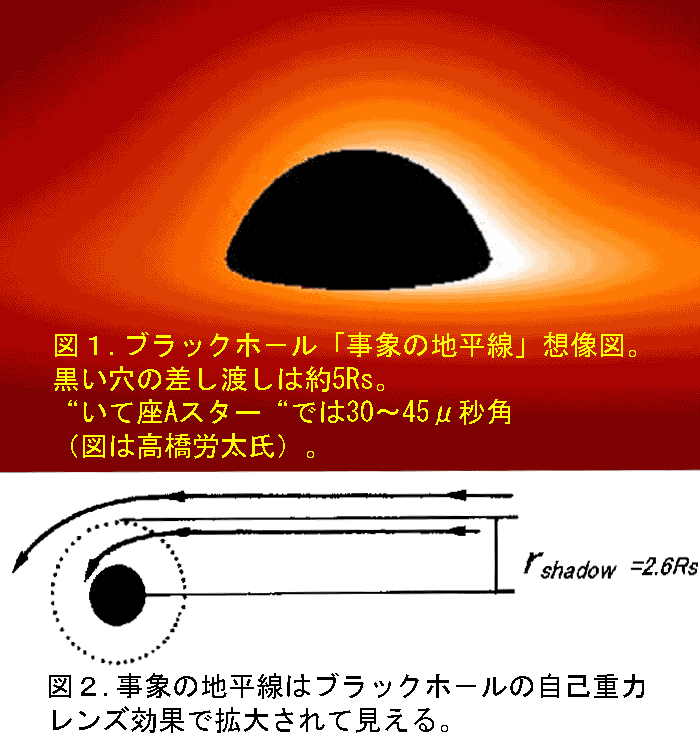 図１.ブラックホール「事象の地平線」想像図。
黒い穴の差し渡しは約5Rs。
“いて座Aスター“では30～45μ秒角
（図は高橋労太氏）。
rshadow =2.6Rs
図２.事象の地平線はブラックホールの自己重力
レンズ効果で拡大されて見える。